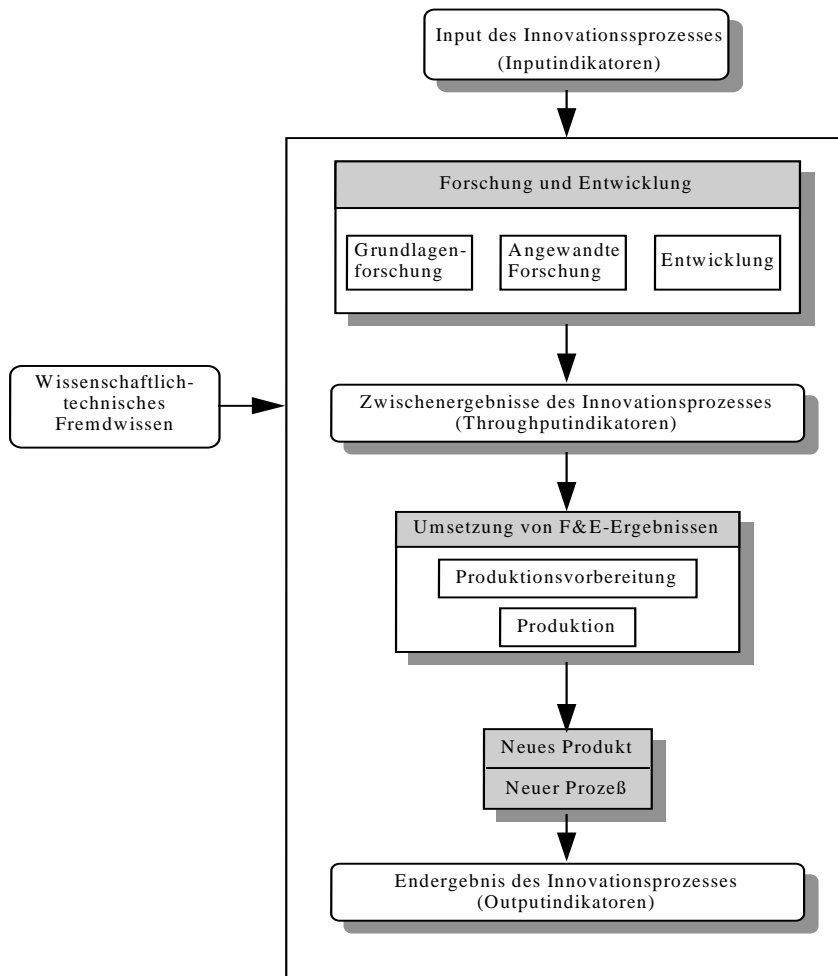 Input des Innovationssprozesses
(Inputindikatoren)
Forschung und Entwicklung
Grundlagen-
forschung
Angewandte
Forschung
Entwicklung
Wissenschaftlich-
technisches
Fremdwissen
Zwischenergebnisse des Innovationsprozesses
(Throughputindikatoren)
Umsetzung von F&E-Ergebnissen
Produktionsvorbereitung
Produktion
Neues Produkt
Neuer Prozeß
Endergebnis des Innovationsprozesses
(Outputindikatoren)